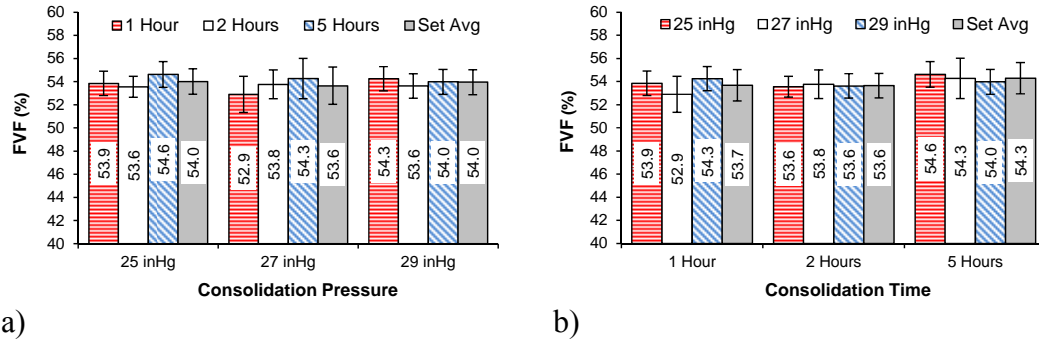 1 Hour 2 Hours 5 Hours Set Avg
60
58
56
54
52
50
48
46
44
42
40
FVF (%)
53.9 53.6 54.6 54.0 52.9 53.8 54.3 53.6 54.3 53.6 54.0 54.0
25 inHg 27 inHg 29 inHg
Consolidation Pressure
a)
25 inHg 27 inHg 29 inHg Set Avg
60
58
56
54
52
50
48
46
44
42
40
FVF (%)
53.9 52.9 54.3 53.7 53.6 53.8 53.6 53.6 54.6 54.3 54.0 54.3
1 Hour 2 Hours 5 Hours
Consolidation Time
b)